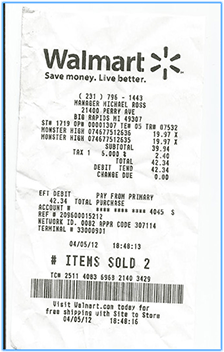 Walmart
Save money. Live better.
( 231 ) 796 - 1443
MANAGER MICHAEL ROSS
21400 PERRY AVE
BIG RAPIDS MI 49307
ST# 1719 OP# 00001307 TE# 05 TR# 07532
MONSTER HIGH 074677512636 19.97 X
MONSTER HIGH 074677512635 19.97 X
SUBTOTAL 39.94
TAX 1 6.000 % 2.40
TOTAL 42.34
DEBIT TEND 42.34
CHANGE DUE 0.00
EFT DEBIT PAY FROM PRIMARY
42.34 TOTAL PURCHASE
ACCOUNT # **** **** **** 4045 S
REF # 209600015212
NETWORK ID. 0082 APPR CODE 307114
TERMINAL # 33000931
04/05/12 18:48:13
# ITEMS SOLD 2
TC# 2511 4083 6968 2140 3429
Visit Walmart.com today for
free shipping with Site to Store
04/05/12 18:48:16